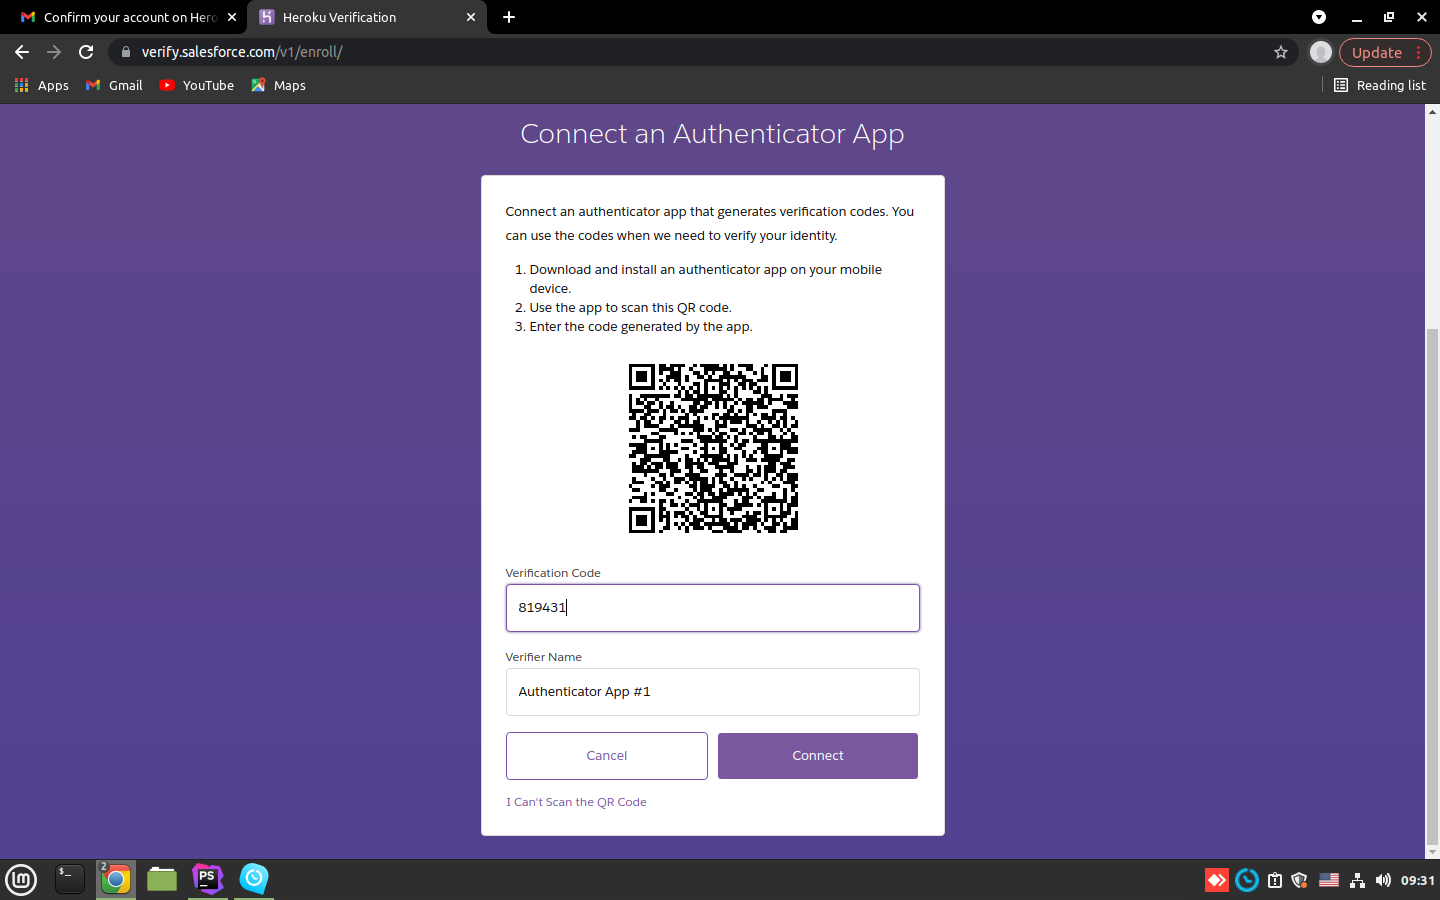 Confirm your account on Hero
Heroku Verification
verify.salesforce.com/v1/enroll/
Update
Apps
Gmail
YouTube
Maps
Reading list
Connect an Authenticator App
Connect an authenticator app that generates verification codes. You
can use the codes when we need to verify your identity.
1. Download and install an authenticator app on your mobile
device.
2. Use the app to scan this QR code.
3. Enter the code generated by the app.
Verification Code
819431
Verifier Name
Authenticator App #1
Cancel
Connect
I Can't Scan the QR Code
$_
2
PS
09:31